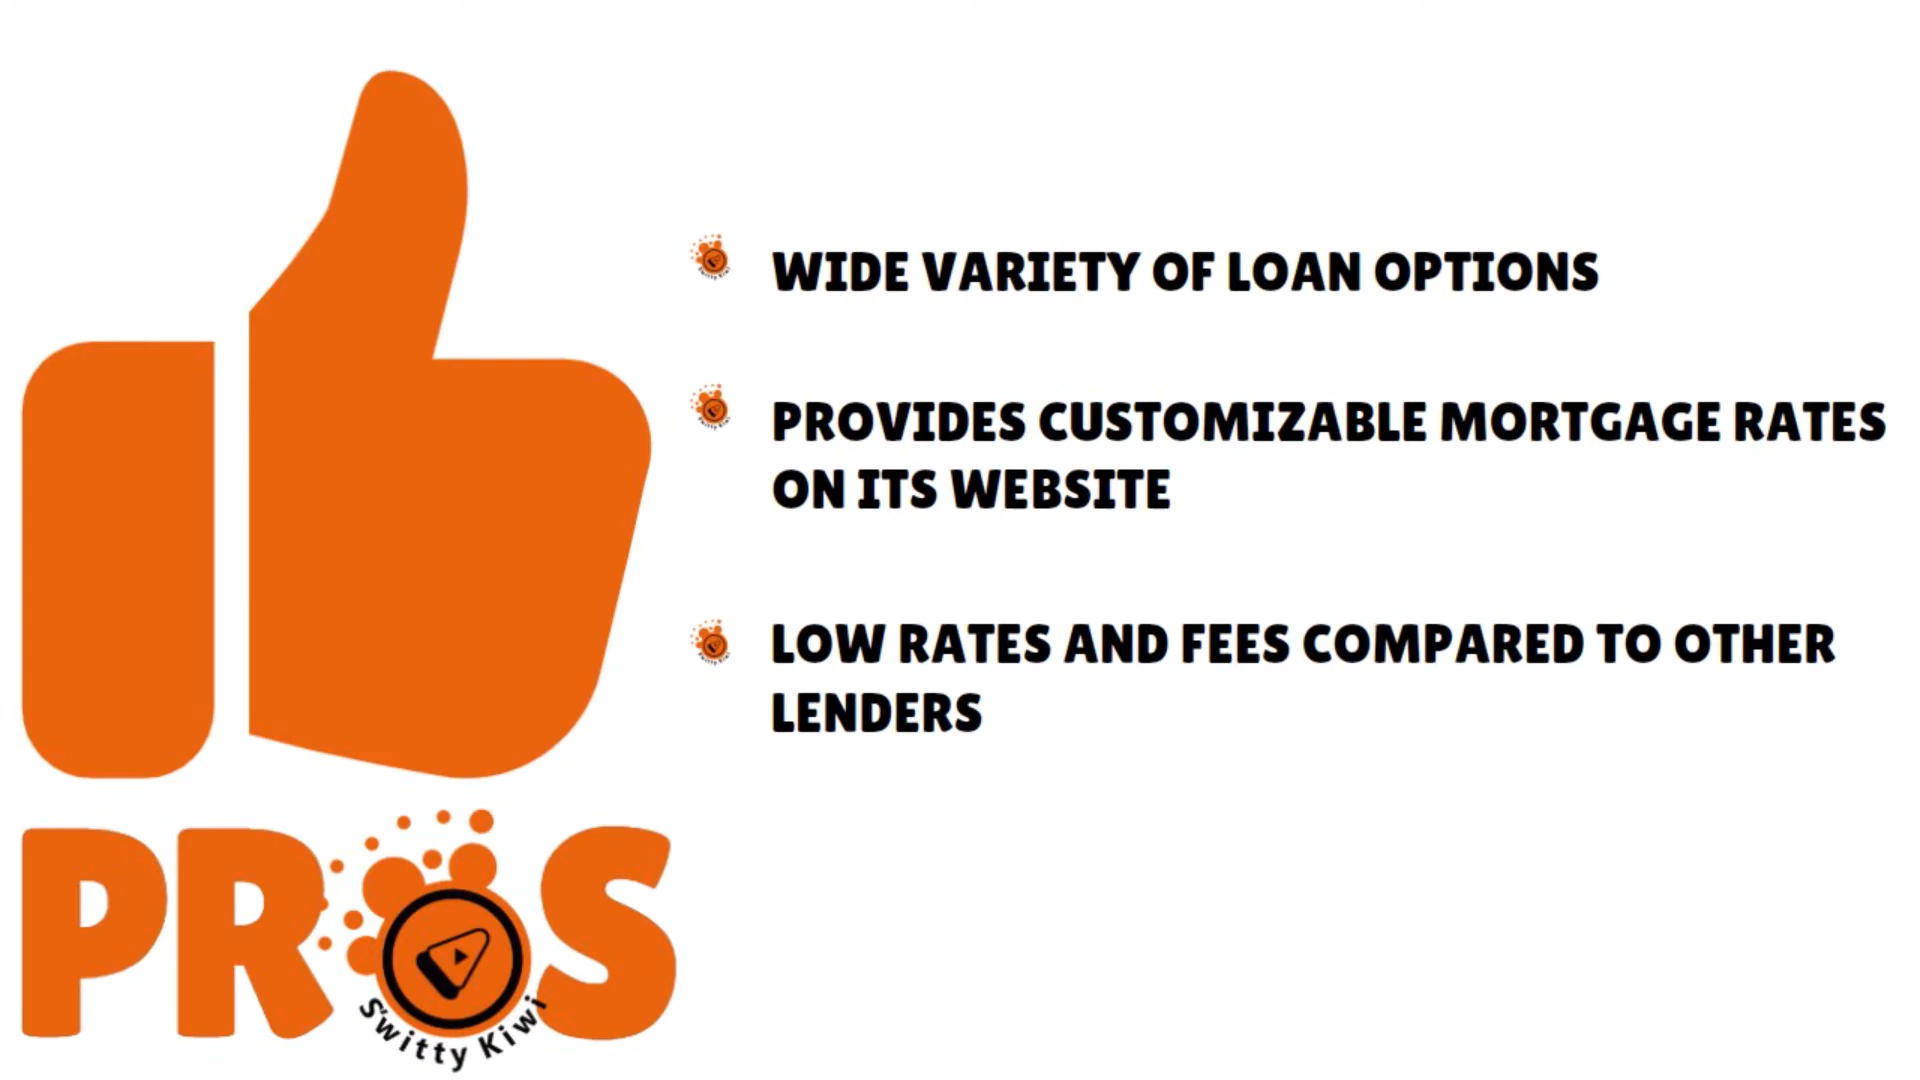 WIDE VARIETY OF LOAN OPTIONS
PROVIDES CUSTOMIZABLE MORTGAGE RATES
ON ITS WEBSITE
LOW RATES AND FEES COMPARED TO OTHER
LENDERS
PROS
Switty Kiwi